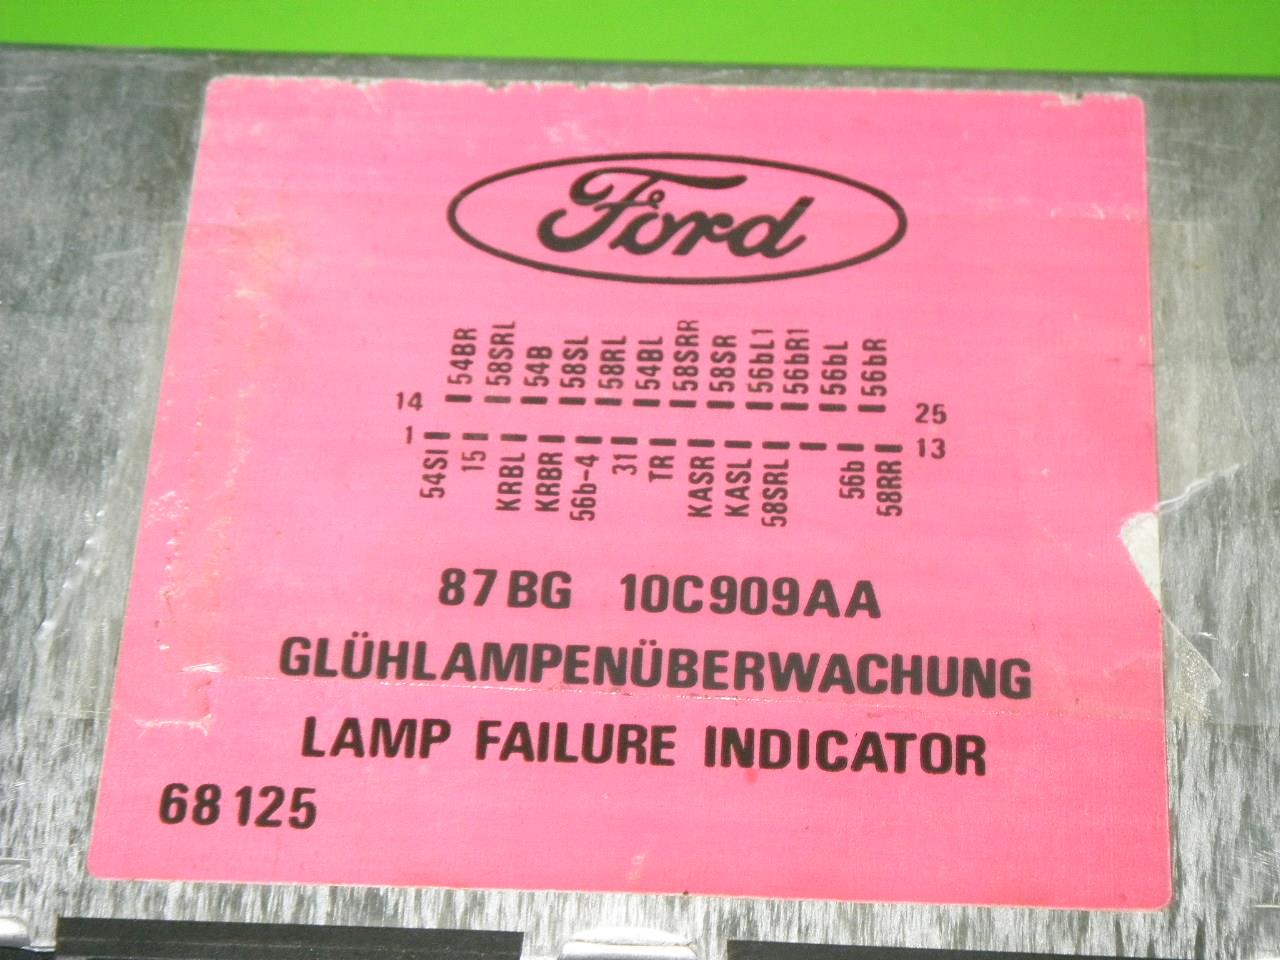 Ford
54BR 58SRL 54B 58SL 58RL 54BL 58SRR 58SR 56bL1 56bR1 56bL 56bR
14 25
1 13
54SI 15 KRBL KRBR 56b-4 31 TR KASR KASL 58SRL 56b 58RR
87BG 10C909AA
GLÜHLAMPENÜBERWACHUNG
LAMP FAILURE INDICATOR
68125